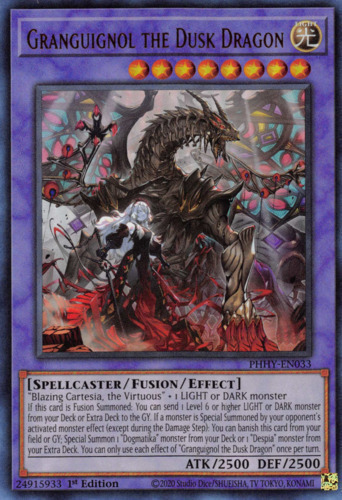 GRANGUIGNOL THE DUSK DRAGON
LIGHT
光
PHHY-EN033
[SPELLCASTER/FUSION/EFFECT]
"Blazing Cartesia, the Virtuous" + 1 LIGHT or DARK monster
If this card is Fusion Summoned: You can send 1 Level 6 or higher LIGHT or DARK monster
from your Deck or Extra Deck to the GY. If a monster is Special Summoned by your opponent's
activated monster effect (except during the Damage Step): You can banish this card from your
field or GY; Special Summon 1 "Dogmatika" monster from your Deck or 1 "Despia" monster from
your Extra Deck. You can only use each effect of "Granguignol the Dusk Dragon" once per turn.
ATK/2500 DEF/2500
24915933 1st Edition ©2020 Studio Dice/SHUEISHA, TV TOKYO, KONAMI